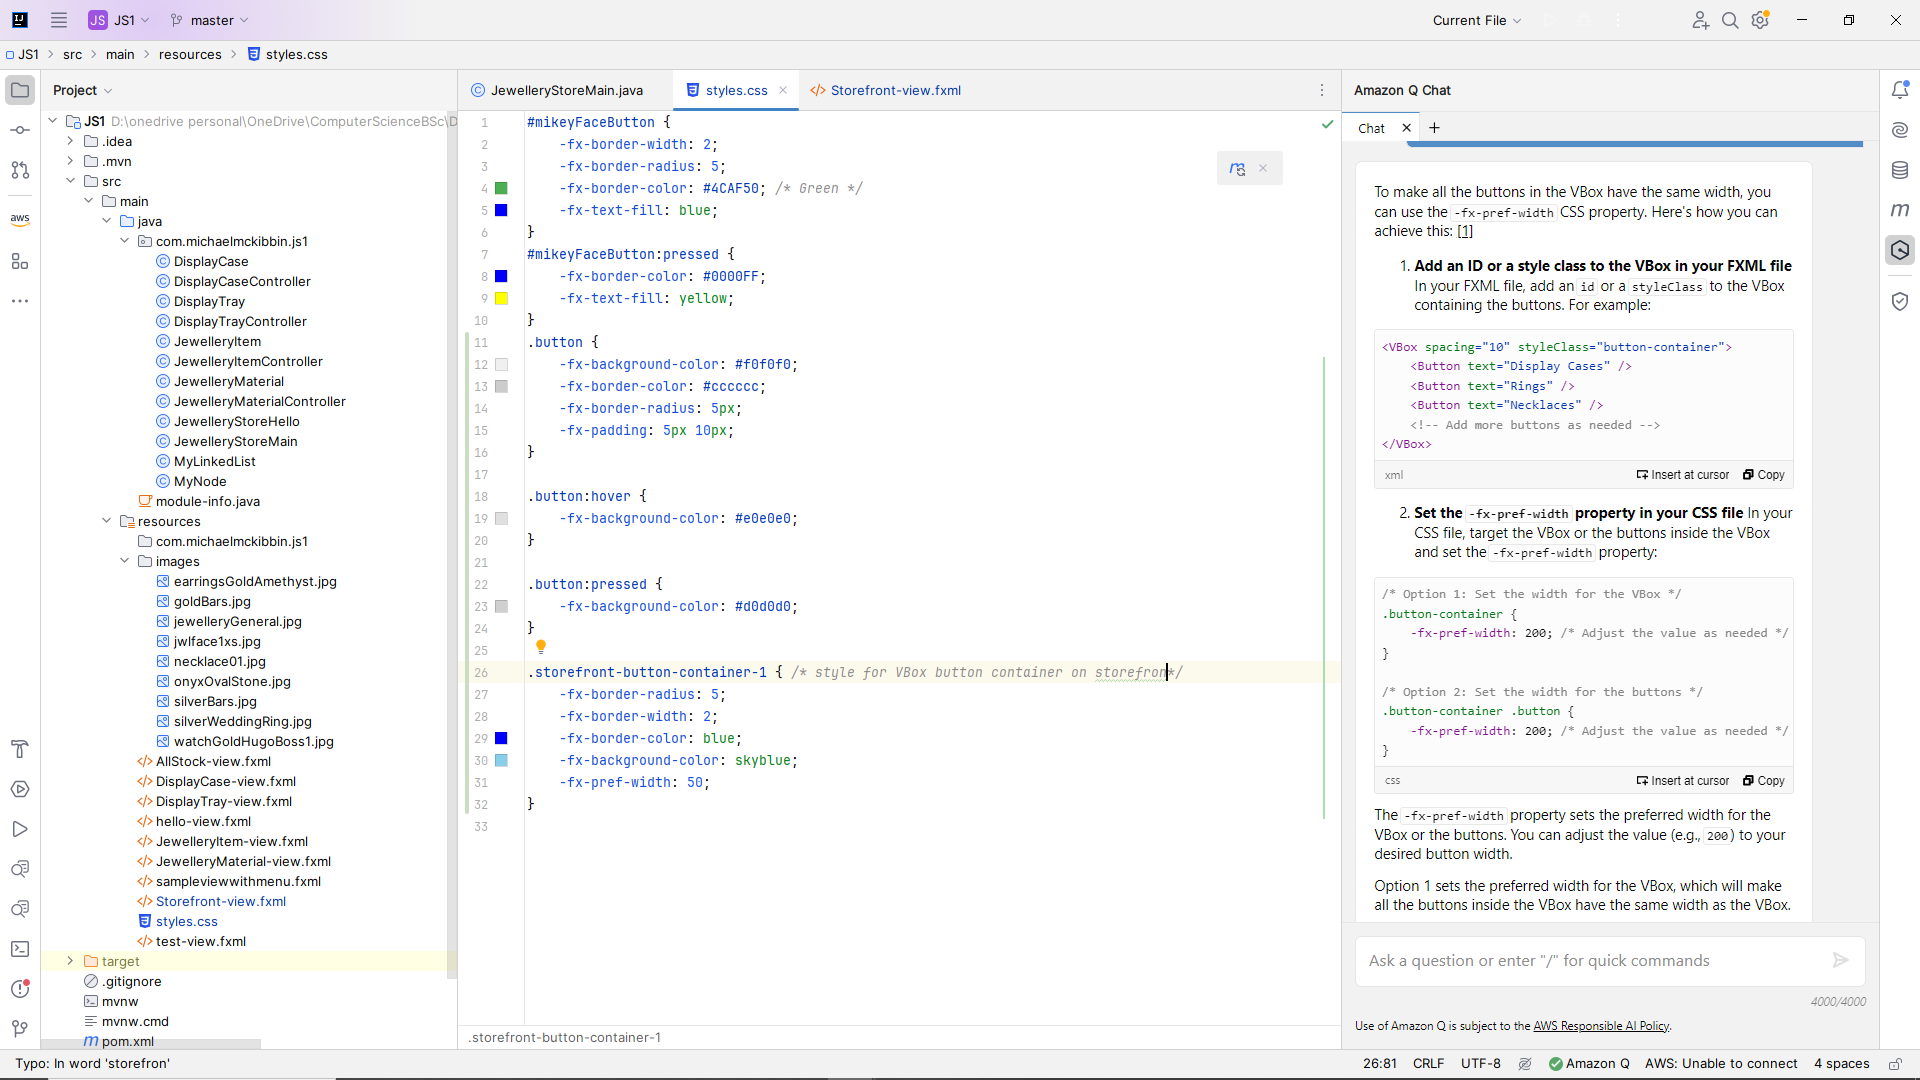 JS JS1
master
Current File
JS1 > src > main > resources > styles.css
Project
JS1 D:\onedrive personal\OneDrive\ComputerScienceBSc\D
.idea
.mvn
src
main
java
com.michaelmckibbin.js1
DisplayCase
DisplayCaseController
DisplayTray
DisplayTrayController
JewelleryItem
JewelleryItemController
JewelleryMaterial
JewelleryMaterialController
JewelleryStoreHello
JewelleryStoreMain
MyLinkedList
MyNode
module-info.java
resources
com.michaelmckibbin.js1
images
earringsGoldAmethyst.jpg
goldBars.jpg
jewelleryGeneral.jpg
jwlface1xs.jpg
necklace01.jpg
onyxOvalStone.jpg
silverBars.jpg
silverWeddingRing.jpg
watchGoldHugoBoss1.jpg
AllStock-view.fxml
DisplayCase-view.fxml
DisplayTray-view.fxml
hello-view.fxml
JewelleryItem-view.fxml
JewelleryMaterial-view.fxml
sampleviewwithmenu.fxml
Storefront-view.fxml
styles.css
test-view.fxml
target
.gitignore
mvnw
mvnw.cmd
pom.xml
aws
JewelleryStoreMain.java
styles.css
Storefront-view.fxml
1 #mikeyFaceButton {
2 -fx-border-width: 2;
3 -fx-border-radius: 5;
4 -fx-border-color: #4CAF50; /* Green */
5 -fx-text-fill: blue;
6 }
7 #mikeyFaceButton:pressed {
8 -fx-border-color: #0000FF;
9 -fx-text-fill: yellow;
10 }
11 .button {
12 -fx-background-color: #f0f0f0;
13 -fx-border-color: #cccccc;
14 -fx-border-radius: 5px;
15 -fx-padding: 5px 10px;
16 }
17
18 .button:hover {
19 -fx-background-color: #e0e0e0;
20 }
21
22 .button:pressed {
23 -fx-background-color: #d0d0d0;
24 }
25
26 .storefront-button-container-1 { /* style for VBox button container on storefron*/
27 -fx-border-radius: 5;
28 -fx-border-width: 2;
29 -fx-border-color: blue;
30 -fx-background-color: skyblue;
31 -fx-pref-width: 50;
32 }
33
.storefront-button-container-1
Amazon Q Chat
Chat
To make all the buttons in the VBox have the same width, you
can use the -fx-pref-width CSS property. Here's how you can
achieve this: [1]
1. Add an ID or a style class to the VBox in your FXML file
In your FXML file, add an id or a styleClass to the VBox
containing the buttons. For example:
<VBox spacing="10" styleClass="button-container">
<Button text="Display Cases" />
<Button text="Rings" />
<Button text="Necklaces" />
<!-- Add more buttons as needed -->
</VBox>
xml Insert at cursor Copy
2. Set the -fx-pref-width property in your CSS file In your
CSS file, target the VBox or the buttons inside the VBox
and set the -fx-pref-width property:
/* Option 1: Set the width for the VBox */
.button-container {
-fx-pref-width: 200; /* Adjust the value as needed */
}
/* Option 2: Set the width for the buttons */
.button-container .button {
-fx-pref-width: 200; /* Adjust the value as needed */
}
css Insert at cursor Copy
The -fx-pref-width property sets the preferred width for the
VBox or the buttons. You can adjust the value (e.g., 200) to your
desired button width.
Option 1 sets the preferred width for the VBox, which will make
all the buttons inside the VBox have the same width as the VBox.
Ask a question or enter "/" for quick commands
4000/4000
Use of Amazon Q is subject to the AWS Responsible AI Policy.
m
Typo: In word 'storefron'
26:81 CRLF UTF-8 Amazon Q AWS: Unable to connect 4 spaces